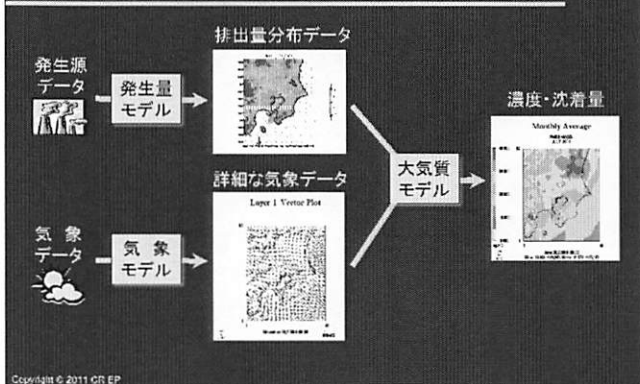 排出量分布データ
発生源
データ
発生量
モデル
濃度・沈着量
Monthly Average
大気質
モデル
詳細な気象データ
Layer 1 Vector Plot
気象
データ
気象
モデル
Copyright © 2011 CR EP